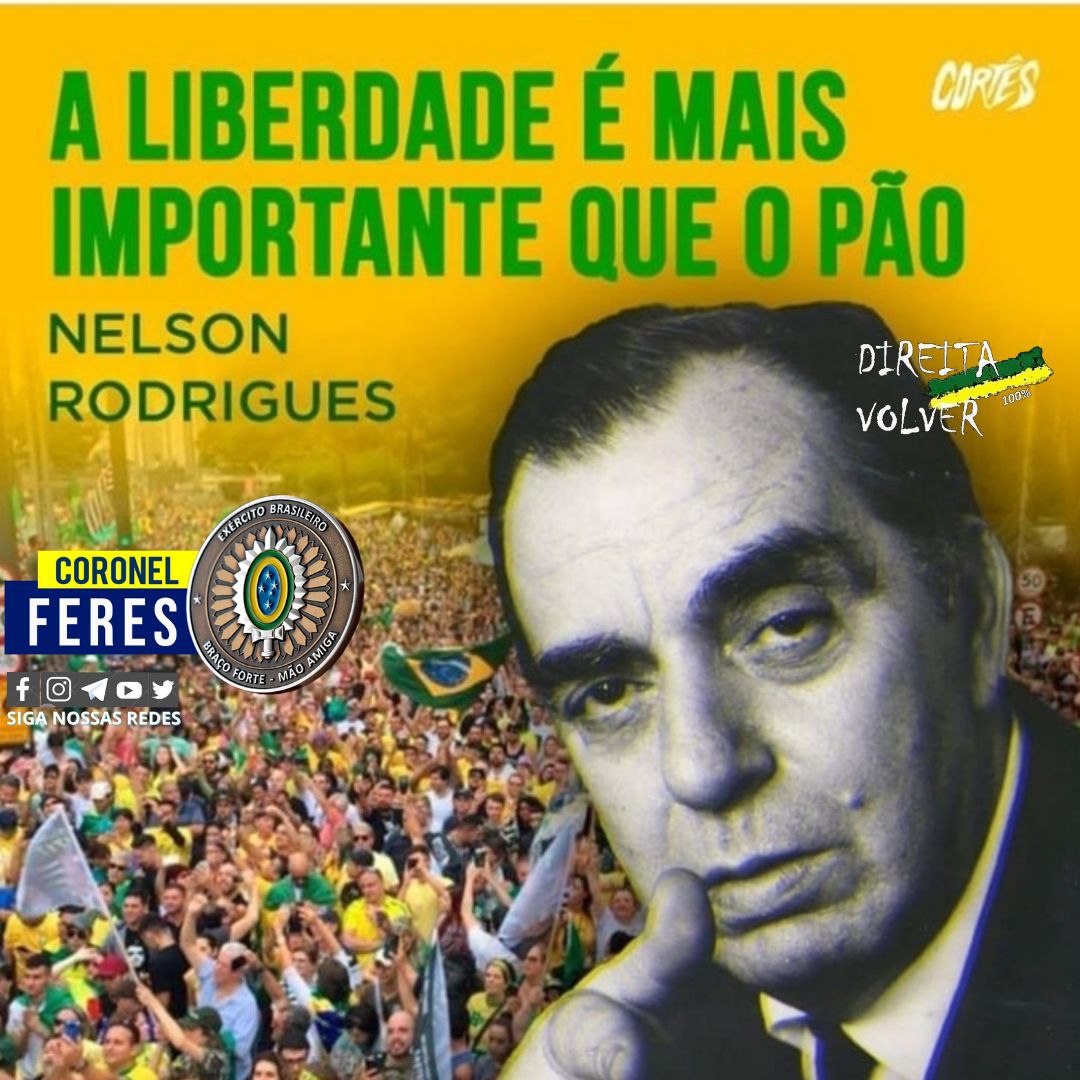 A LIBERDADE É MAIS
CORTÊS
IMPORTANTE QUE O PÃO
NELSON
RODRIGUES
DIREITA
VOLVER
100%
EXÉRCITO BRASILEIRO
BRAÇO FORTE - MÃO AMIGA
CORONEL
FERES
SIGA NOSSAS REDES
50